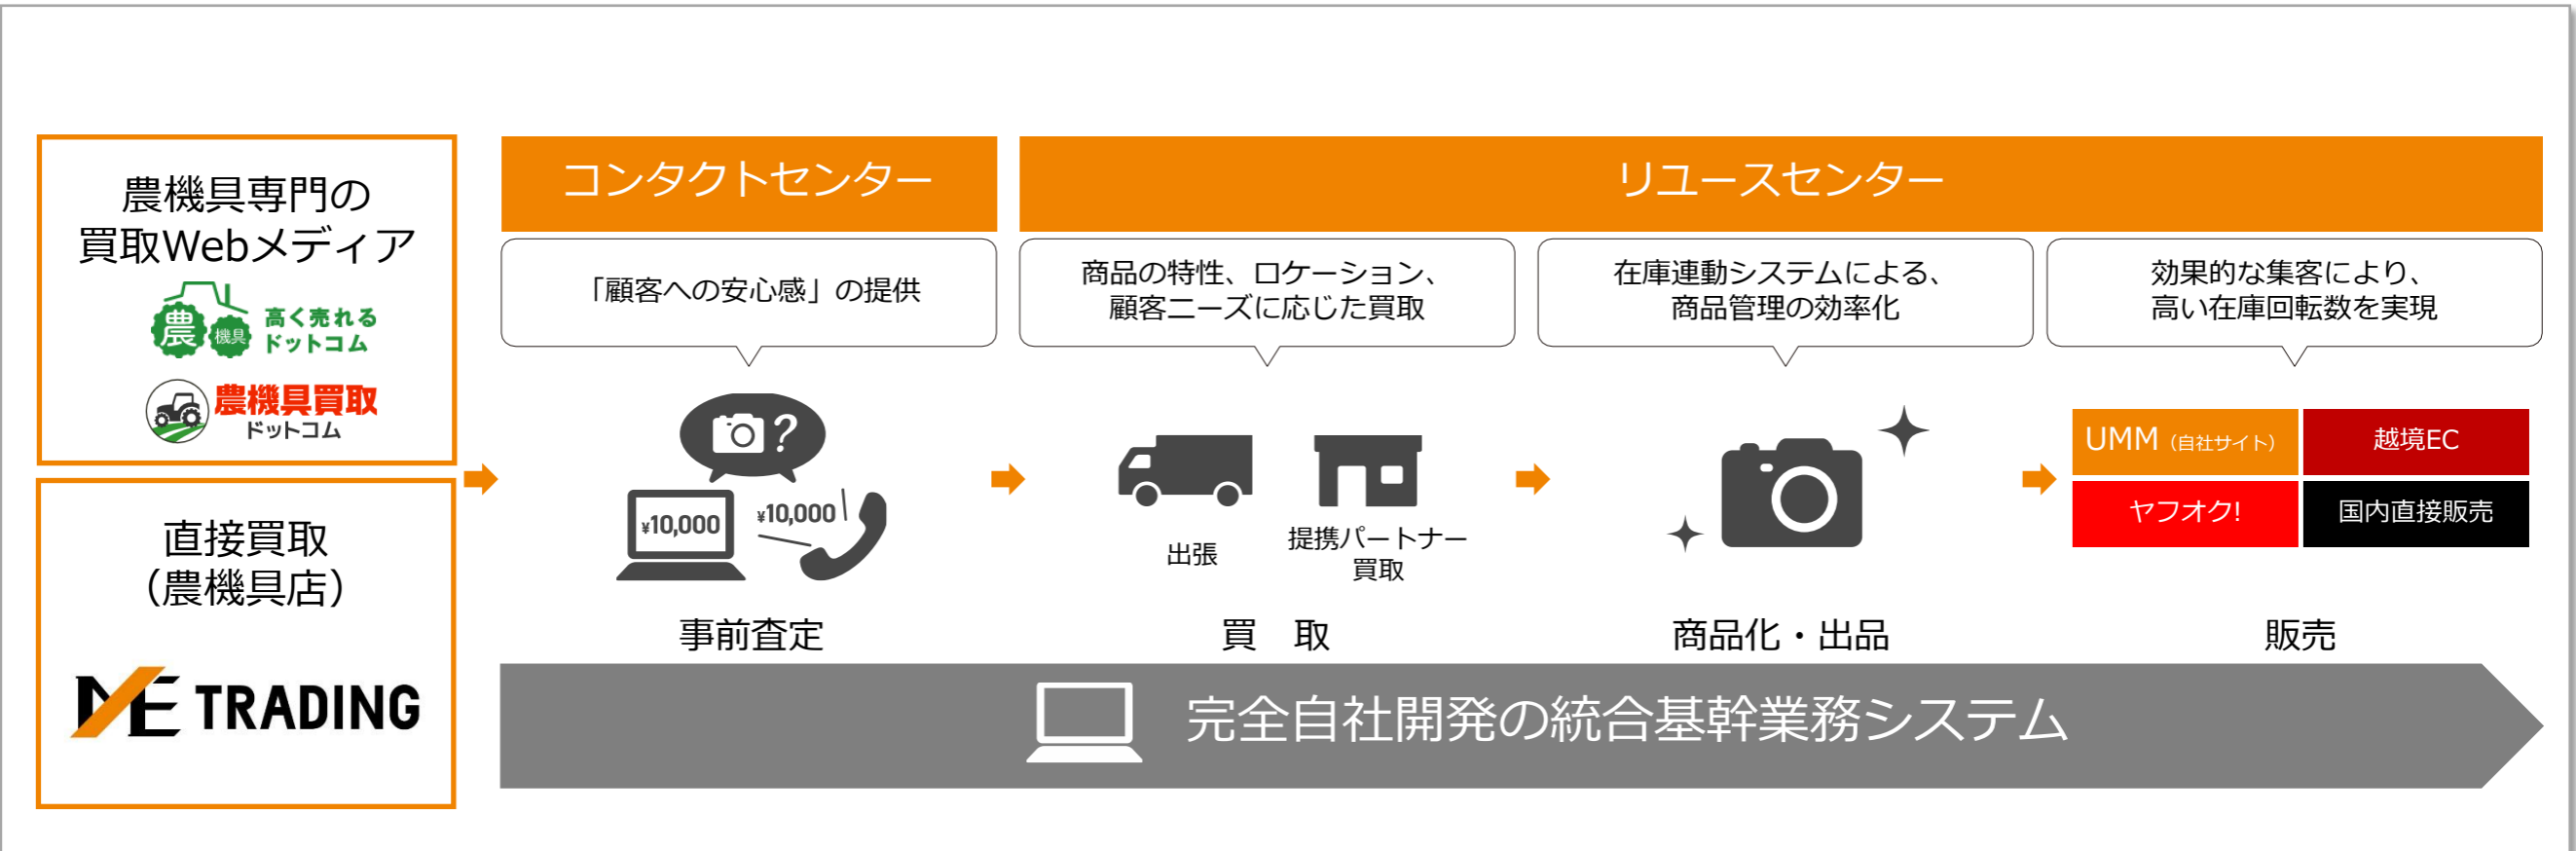 農機具専門の
買取Webメディア
農
機具
高く売れる
ドットコム
農機具買取
ドットコム
直接買取
（農機具店）
ME TRADING
コンタクトセンター
「顧客への安心感」の提供
?
¥10,000
¥10,000
事前査定
リユースセンター
商品の特性、ロケーション、
顧客ニーズに応じた買取
出張
提携パートナー
買取
買　取
在庫連動システムによる、
商品管理の効率化
商品化・出品
効果的な集客により、
高い在庫回転数を実現
UMM（自社サイト）
越境EC
ヤフオク!
国内直接販売
販売
完全自社開発の統合基幹業務システム